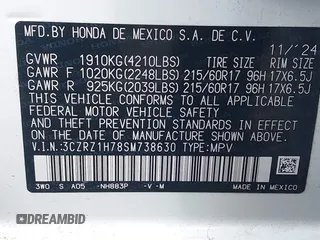 MFD.BY HONDA DE MEXICO S.A. DE C.V.
11/'24
GVWR 1910KG(4210LBS) TIRE SIZE RIM SIZE
GAWR F 1020KG(2248LBS) 215/60R17 96H 17X6.5J
GAWR R 925KG(2039LBS) 215/60R17 96H 17X6.5J
THIS VEHICLE CONFORMS TO ALL APPLICABLE FEDERAL MOTOR
VEHICLE SAFETY AND THEFT PREVENTION STANDARDS IN EFFECT
ON THE DATE OF MANUFACTURE SHOWN ABOVE.
V.I.N.:3CZRZ1H78SM738630 TYPE:MPV
3W0 S A05 -NH883P -V-M MADE IN MEXICO
DREAMBID